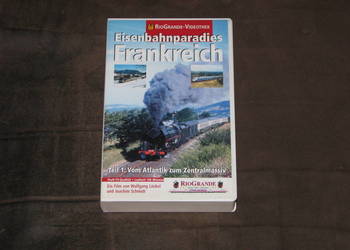 RIOGRANDE-VIDEOTHEK
Eisenbahnparadies
Frankreich
Teil 1: Vom Atlantik zum Zentralmassiv
Ein Film von Wolfgang Löckel
und Joachim Schmidt
RIOGRANDE